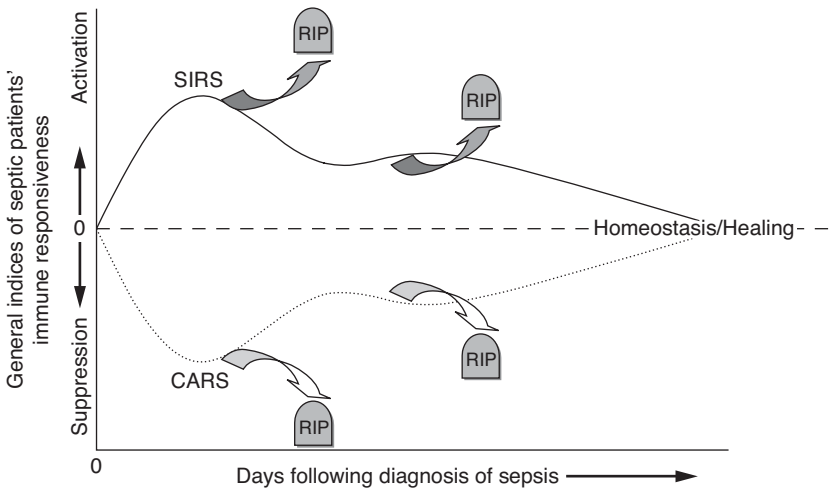 General indices of septic patients'
immune responsiveness
Activation
0
Suppression
SIRS
RIP
RIP
Homeostasis/Healing
CARS
RIP
RIP
0
Days following diagnosis of sepsis